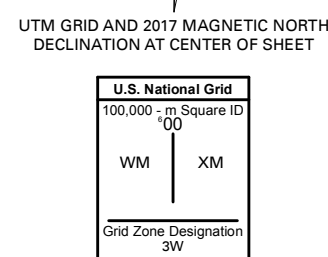 UTM GRID AND 2017 MAGNETIC NORTH
DECLINATION AT CENTER OF SHEET
U.S. National Grid
100,000 - m Square ID
⁶00
WM XM
Grid Zone Designation
3W